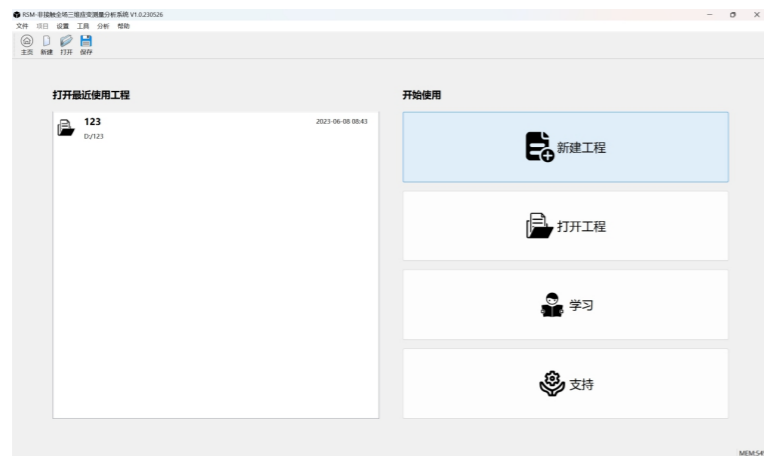 RSM-非接触全场三维应变测量分析系统 V1.0.230526
文件 项目 设置 工具 分析 帮助
主页 新建 打开 保存
打开最近使用工程
123
2023-06-08 08:43
D:/123
开始使用
新建工程
打开工程
学习
支持